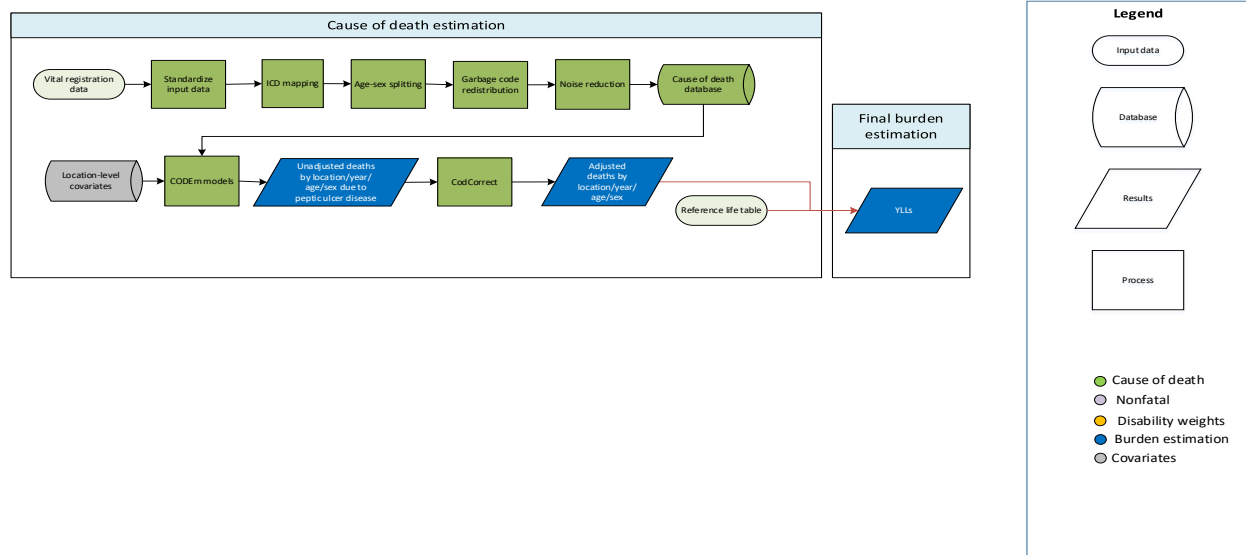 Cause of death estimation
Vital registration
data
Standardize
input data
ICD mapping
Age-sex splitting
Garbage code
redistribution
Noise reduction
Cause of death
database
Location-level
covariates
CODEm models
Unadjusted deaths
by location/year/
age/sex due to
peptic ulcer disease
CodCorrect
Adjusted
deaths by
location/year/
age/sex
Reference life table
Final burden
estimation
YLLs
Legend
Input data
Database
Results
Process
Cause of death
Nonfatal
Disability weights
Burden estimation
Covariates